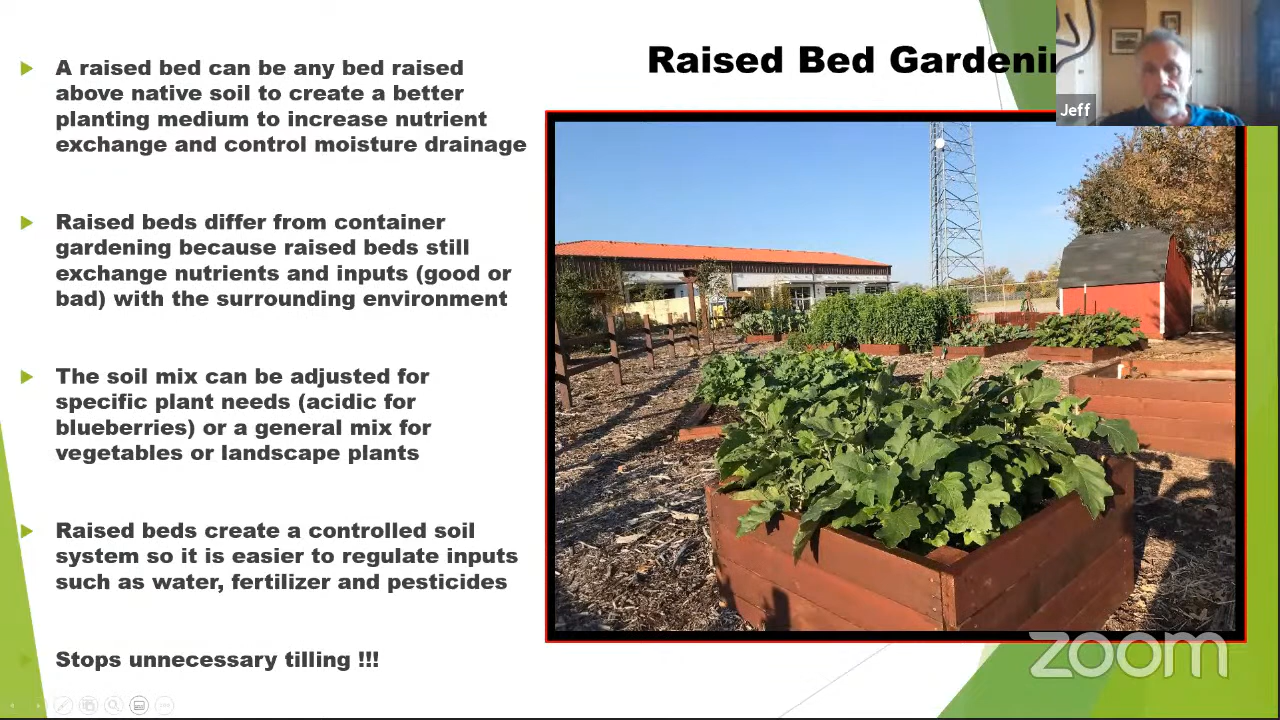 Raised Bed Gardenin
Jeff
A raised bed can be any bed raised
above native soil to create a better
planting medium to increase nutrient
exchange and control moisture drainage
Raised beds differ from container
gardening because raised beds still
exchange nutrients and inputs (good or
bad) with the surrounding environment
The soil mix can be adjusted for
specific plant needs (acidic for
blueberries) or a general mix for
vegetables or landscape plants
Raised beds create a controlled soil
system so it is easier to regulate inputs
such as water, fertilizer and pesticides
Stops unnecessary tilling !!!
zoom